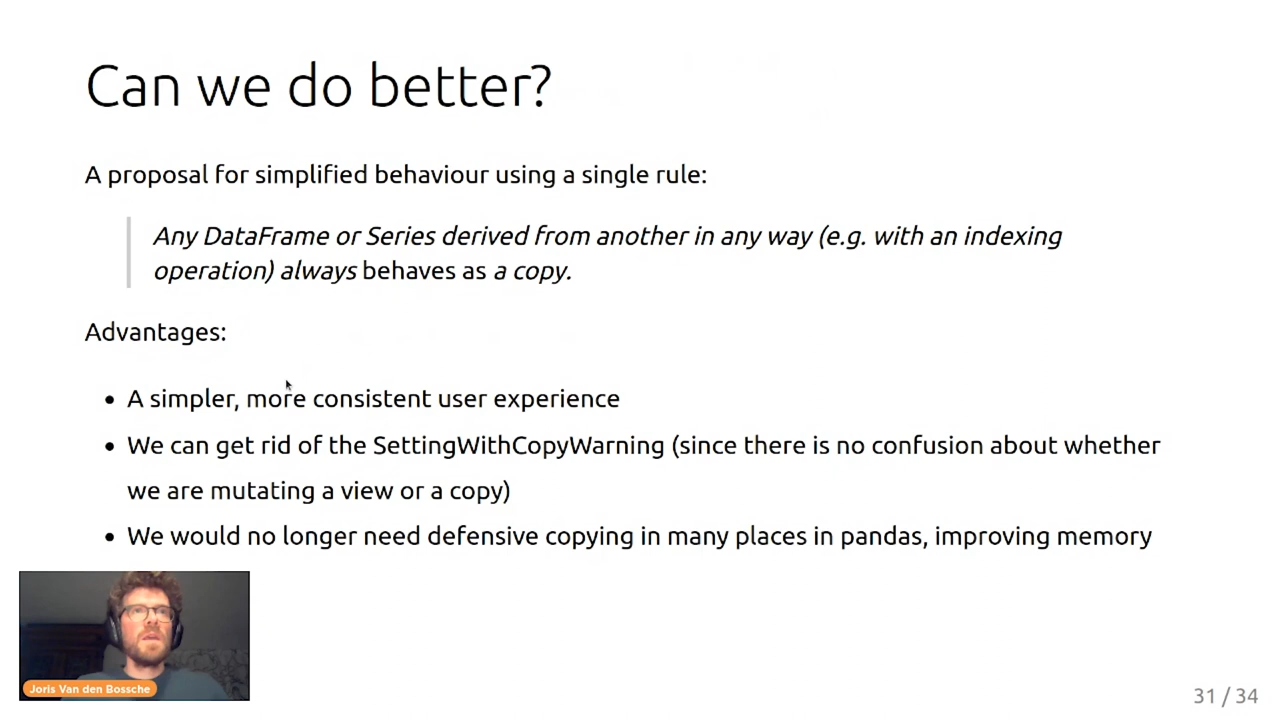 Can we do better?
A proposal for simplified behaviour using a single rule:
Any DataFrame or Series derived from another in any way (e.g. with an indexing
operation) always behaves as a copy.
Advantages:
• A simpler, more consistent user experience
• We can get rid of the SettingWithCopyWarning (since there is no confusion about whether
we are mutating a view or a copy)
• We would no longer need defensive copying in many places in pandas, improving memory
Joris Van den Bossche
31 / 34